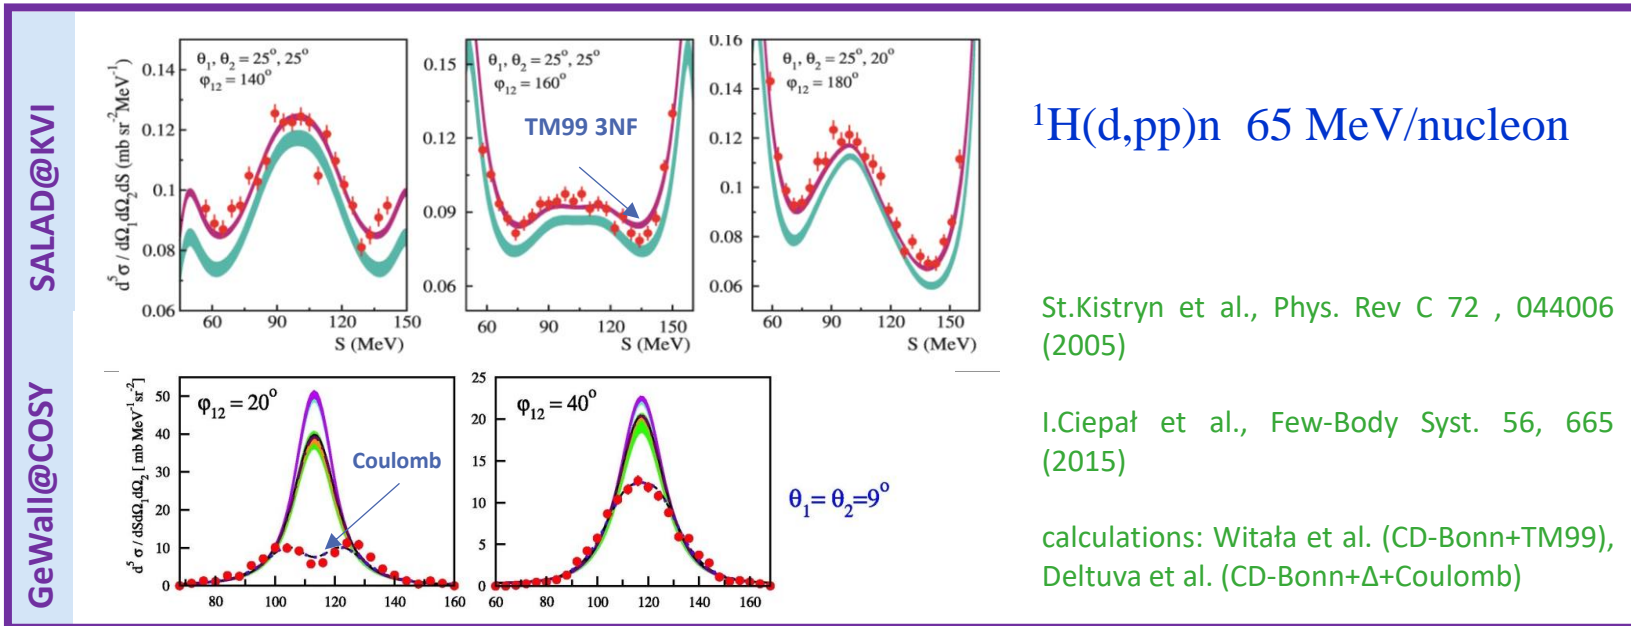 SALAD@KVI
GeWall@COSY
d⁵ σ / dΩ₁dΩ₂dS (mb sr⁻²MeV⁻¹)
0.14
0.12
0.1
0.08
0.06
θ₁, θ₂ = 25°, 25°
φ₁₂ = 140°
60 90 120 150
S (MeV)
0.15
0.12
0.09
0.06
θ₁, θ₂ = 25°, 25°
φ₁₂ = 160°
TM99 3NF
60 90 120 150
S (MeV)
0.16
0.14
0.12
0.1
0.08
0.06
θ₁, θ₂ = 25°, 20°
φ₁₂ = 180°
60 90 120 150
S (MeV)
¹H(d,pp)n 65 MeV/nucleon
d⁵ σ / dSdΩ₁dΩ₂ [ mb MeV⁻¹sr⁻²]
50
40
30
20
10
0
φ₁₂ = 20°
Coulomb
80 100 120 140 160
25
20
15
10
5
0
φ₁₂ = 40°
60 80 100 120 140 160
θ₁= θ₂=9°
St.Kistryn et al., Phys. Rev C 72 , 044006
(2005)
I.Ciepał et al., Few-Body Syst. 56, 665
(2015)
calculations: Witała et al. (CD-Bonn+TM99),
Deltuva et al. (CD-Bonn+Δ+Coulomb)